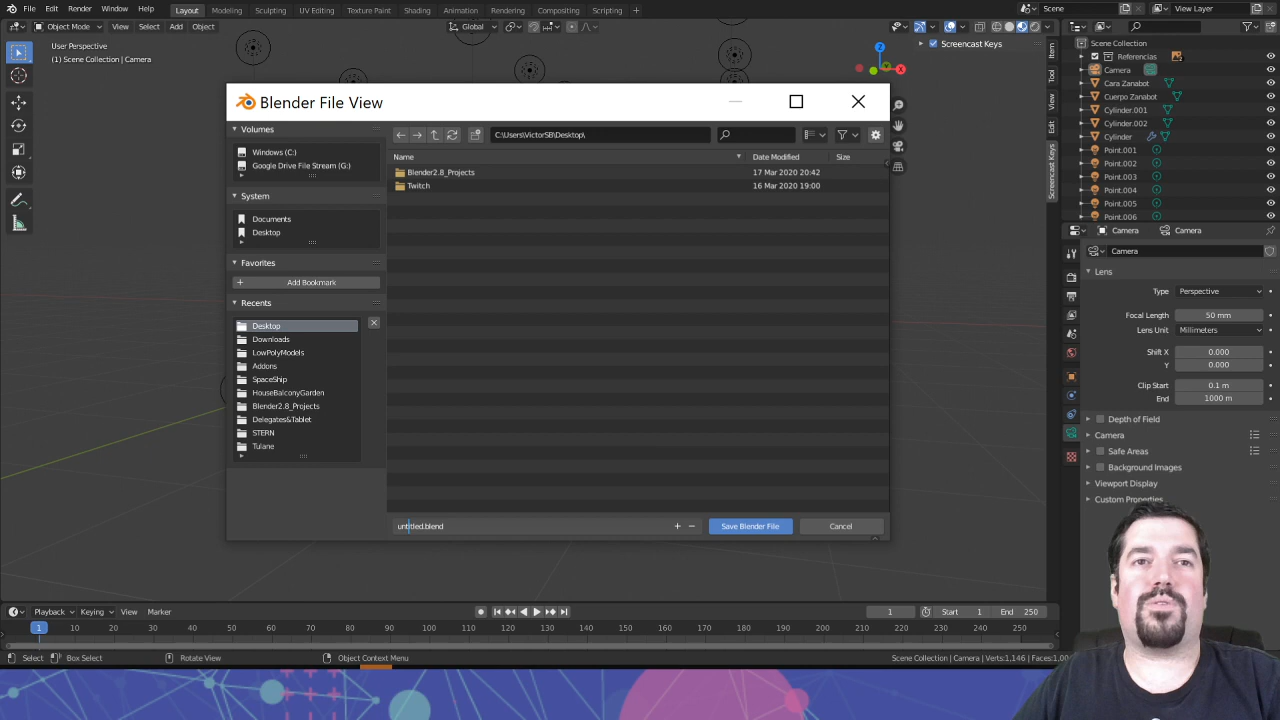 File Edit Render Window Help Layout Modeling Sculpting UV Editing Texture Paint Shading Animation Rendering Compositing Scripting + Scene View Layer
Object Mode View Select Add Object Global
User Perspective
(1) Scene Collection | Camera
Screencast Keys
Item
Tool
View
Edit
Screencast Keys
Z
Y
X
Blender File View
Volumes
Windows (C:)
Google Drive File Stream (G:)
System
Documents
Desktop
Favorites
Add Bookmark
Recents
Desktop
Downloads
LowPolyModels
Addons
SpaceShip
HouseBalconyGarden
Blender2.8_Projects
Delegates&Tablet
STERN
Tulane
C:\Users\VictorSB\Desktop\
Name Date Modified Size
Blender2.8_Projects 17 Mar 2020 20:42
Twitch 16 Mar 2020 19:00
untitled.blend
Save Blender File Cancel
Scene Collection
Referencias
Camera
Cara Zanabot
Cuerpo Zanabot
Cylinder.001
Cylinder.002
Cylinder
Point.001
Point.002
Point.003
Point.004
Point.005
Point.006
Camera Camera
Camera
Lens
Type Perspective
Focal Length 50 mm
Lens Unit Millimeters
Shift X 0.000
Y 0.000
Clip Start 0.1 m
End 1000 m
Depth of Field
Camera
Safe Areas
Background Images
Viewport Display
Custom Properties
Playback Keying View Marker 1 Start 1 End 250
1 10 20 30 40 50 60 70 80 90 100 110 120 130 140 150 160 170 180 190 200 210 220 230 240 250
Select Box Select Rotate View Object Context Menu Scene Collection | Camera | Verts:1,146 | Faces:1,00